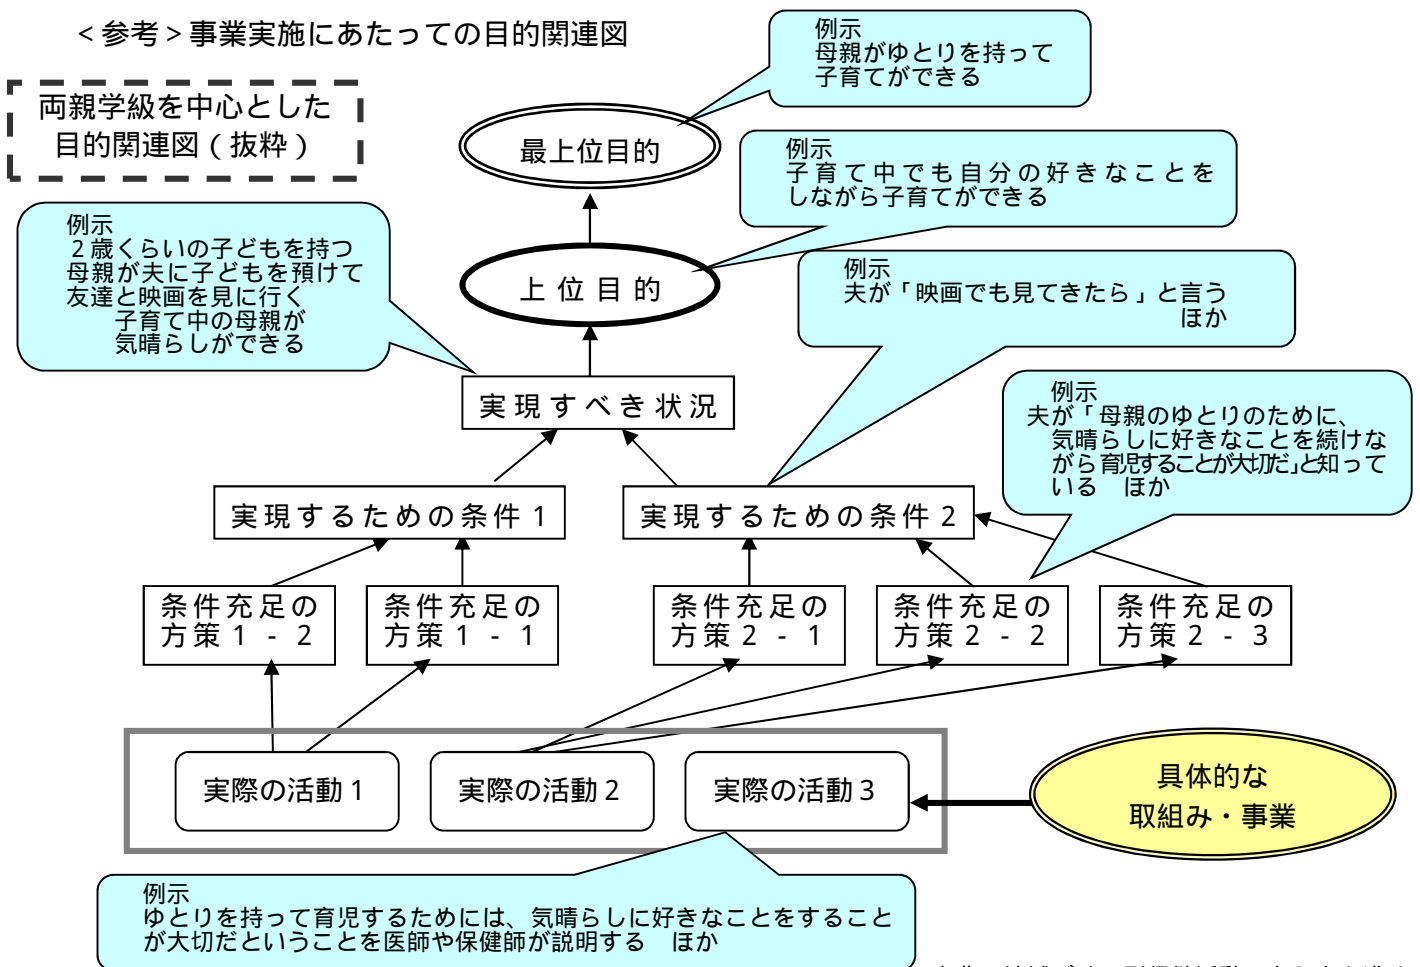 <参考>事業実施にあたっての目的関連図
両親学級を中心とした
目的関連図（抜粋）
例示
母親がゆとりを持って
子育てができる
最上位目的
例示
子育て中でも自分の好きなことを
しながら子育てができる
上位目的
例示
２歳くらいの子どもを持つ
母親が夫に子どもを預けて
友達と映画を見に行く
子育て中の母親が
気晴らしができる
例示
夫が「映画でも見てきたら」と言う
ほか
実現すべき状況
例示
夫が「母親のゆとりのために、
気晴らしに好きなことを続けな
がら育児することが大切だ」と知って
いる　ほか
実現するための条件1
実現するための条件2
条件充足の
方策1 - 2
条件充足の
方策1 - 1
条件充足の
方策2 - 1
条件充足の
方策2 - 2
条件充足の
方策2 - 3
実際の活動1
実際の活動2
実際の活動3
具体的な
取組み・事業
例示
ゆとりを持って育児するためには、気晴らしに好きなことをすること
が大切だということを医師や保健師が説明する　ほか